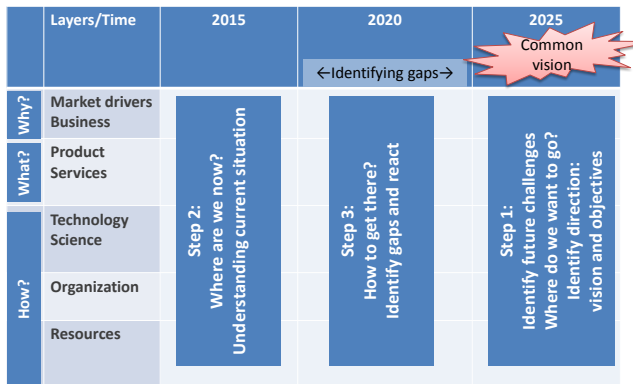 Layers/Time
2015
2020
2025
Common
vision
←Identifying gaps→
Why?
Market drivers
Business
What?
Product
Services
How?
Technology
Science
Organization
Resources
Step 2:
Where are we now?
Understanding current situation
Step 3:
How to get there?
Identify gaps and react
Step 1:
Identify future challenges
Where do we want to go?
Identify direction:
vision and objectives